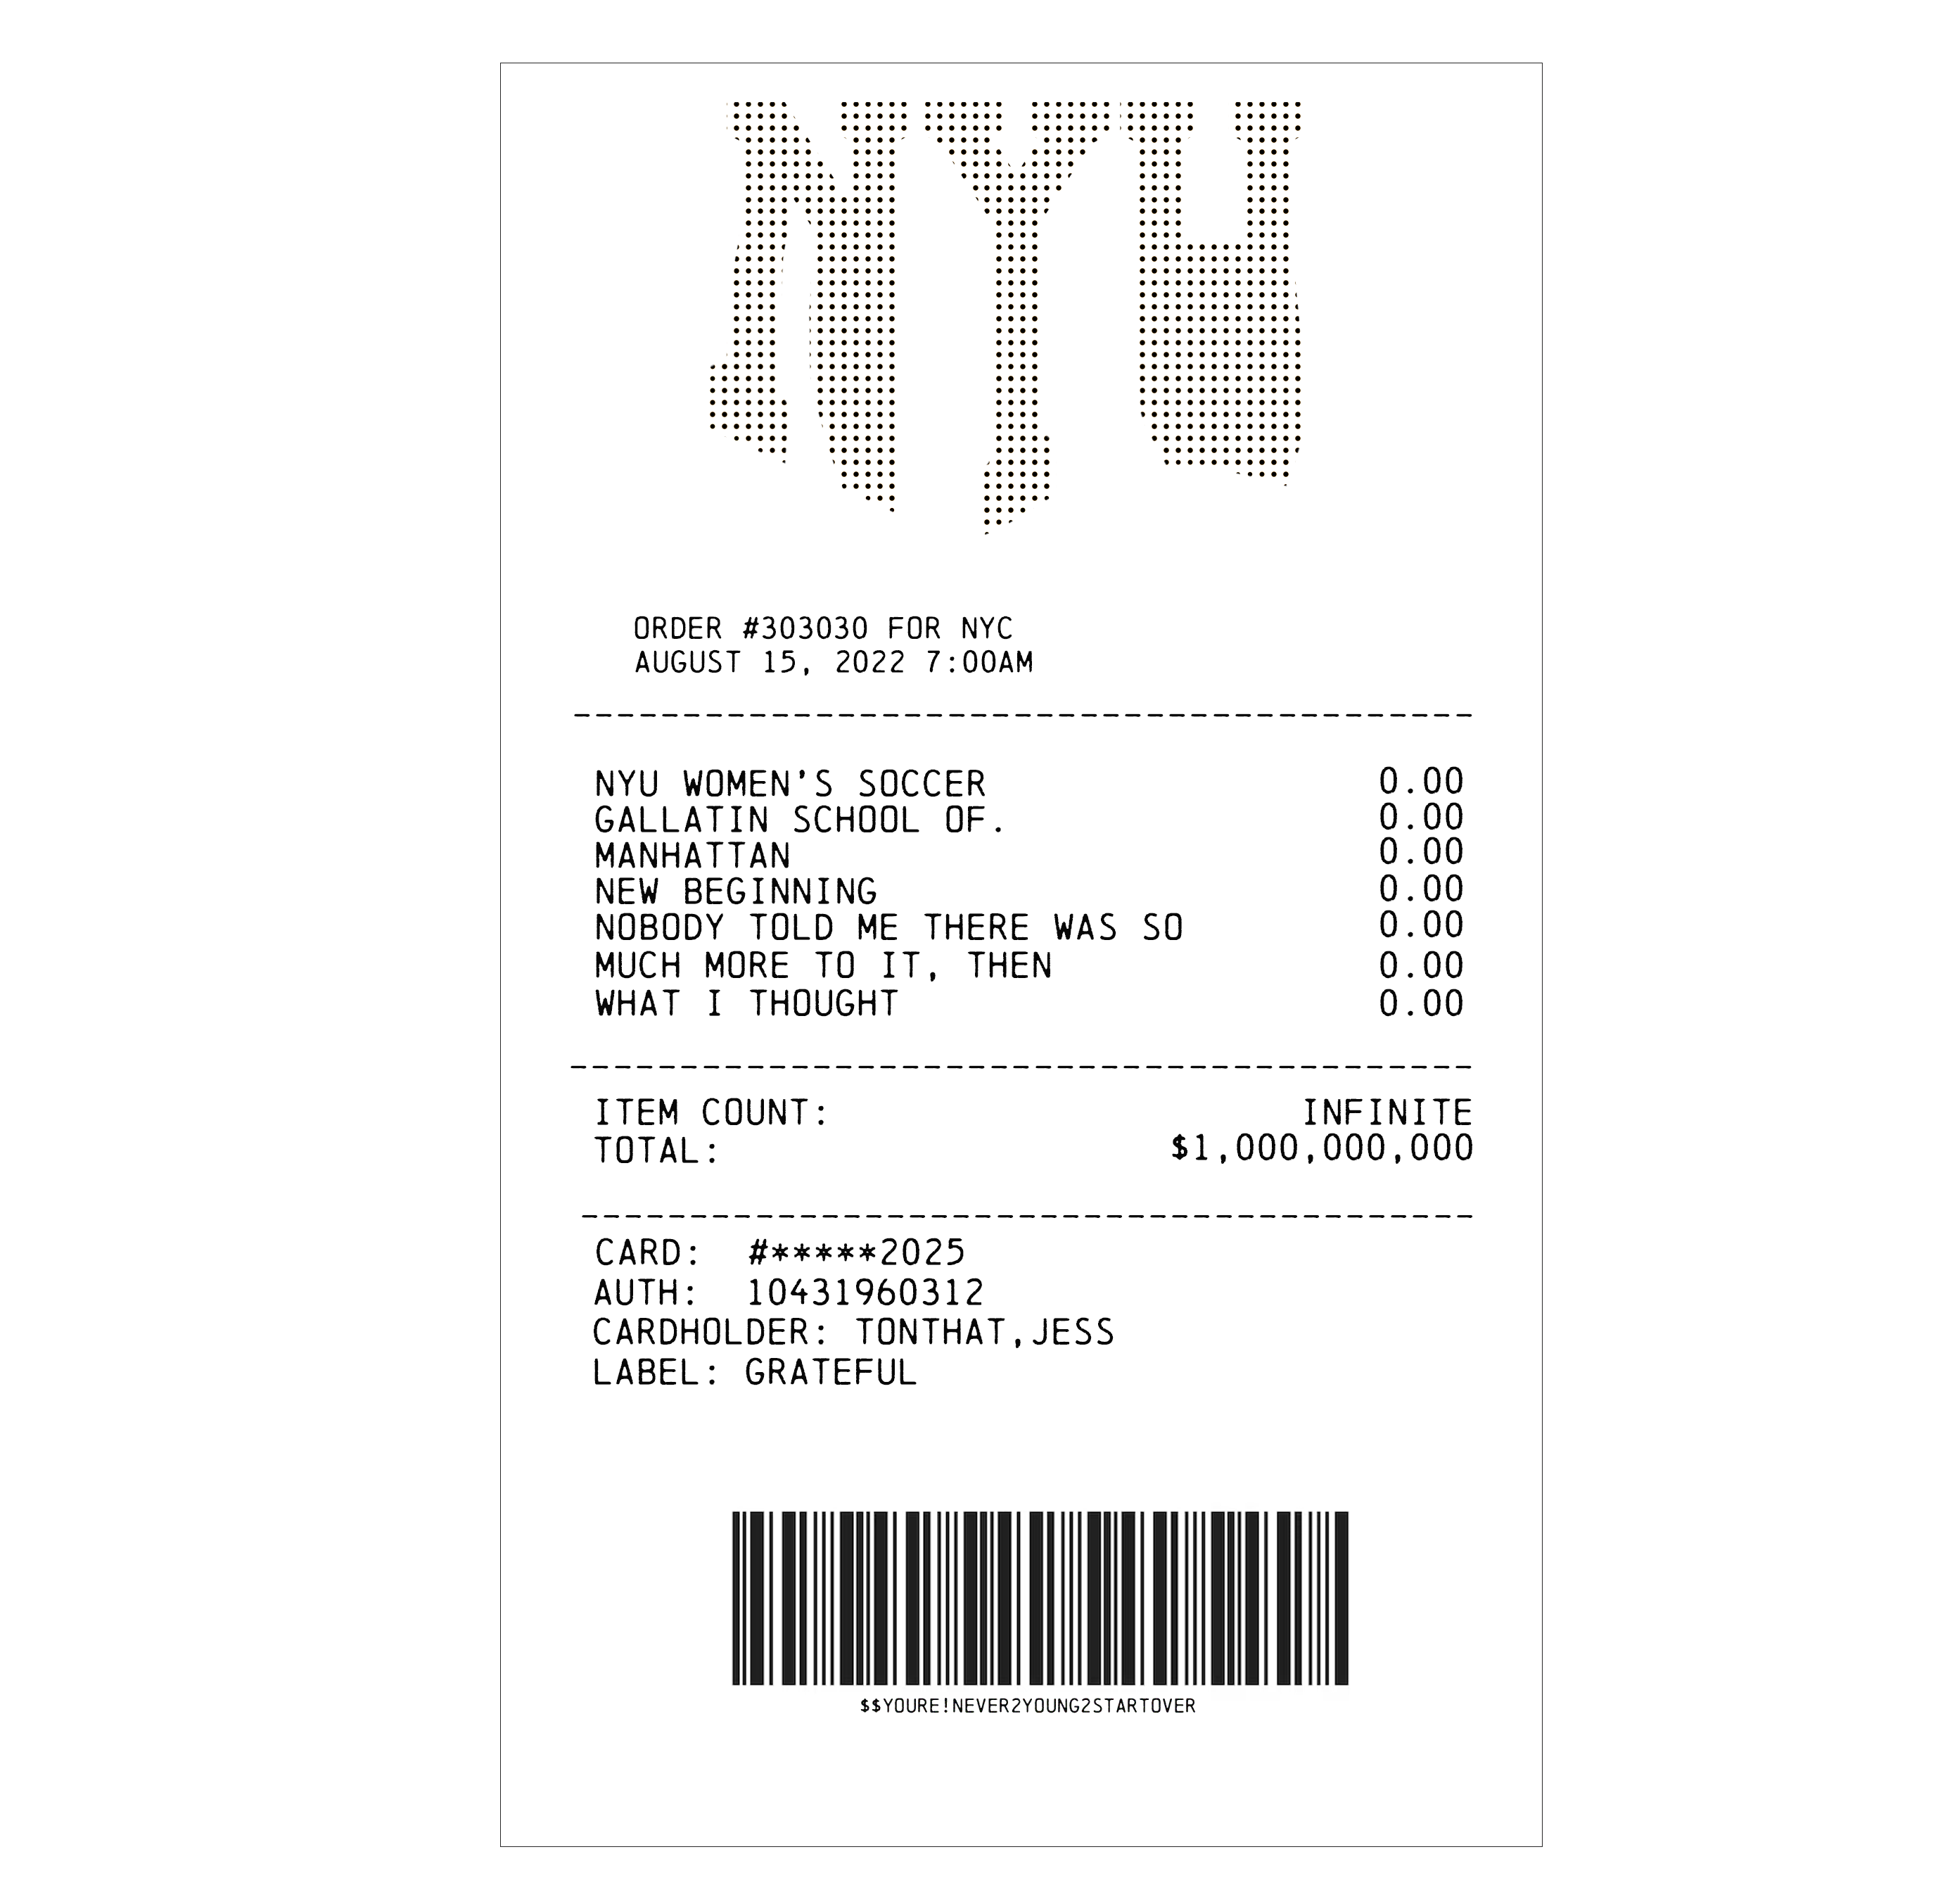 NYU
ORDER #303030 FOR NYC
AUGUST 15, 2022 7:00AM
NYU WOMEN'S SOCCER 0.00
GALLATIN SCHOOL OF. 0.00
MANHATTAN 0.00
NEW BEGINNING 0.00
NOBODY TOLD ME THERE WAS SO 0.00
MUCH MORE TO IT, THEN 0.00
WHAT I THOUGHT 0.00
ITEM COUNT: INFINITE
TOTAL: $1,000,000,000
CARD: #*****2025
AUTH: 10431960312
CARDHOLDER: TONTHAT,JESS
LABEL: GRATEFUL
$$YOURE!NEVER2YOUNG2STARTOVER